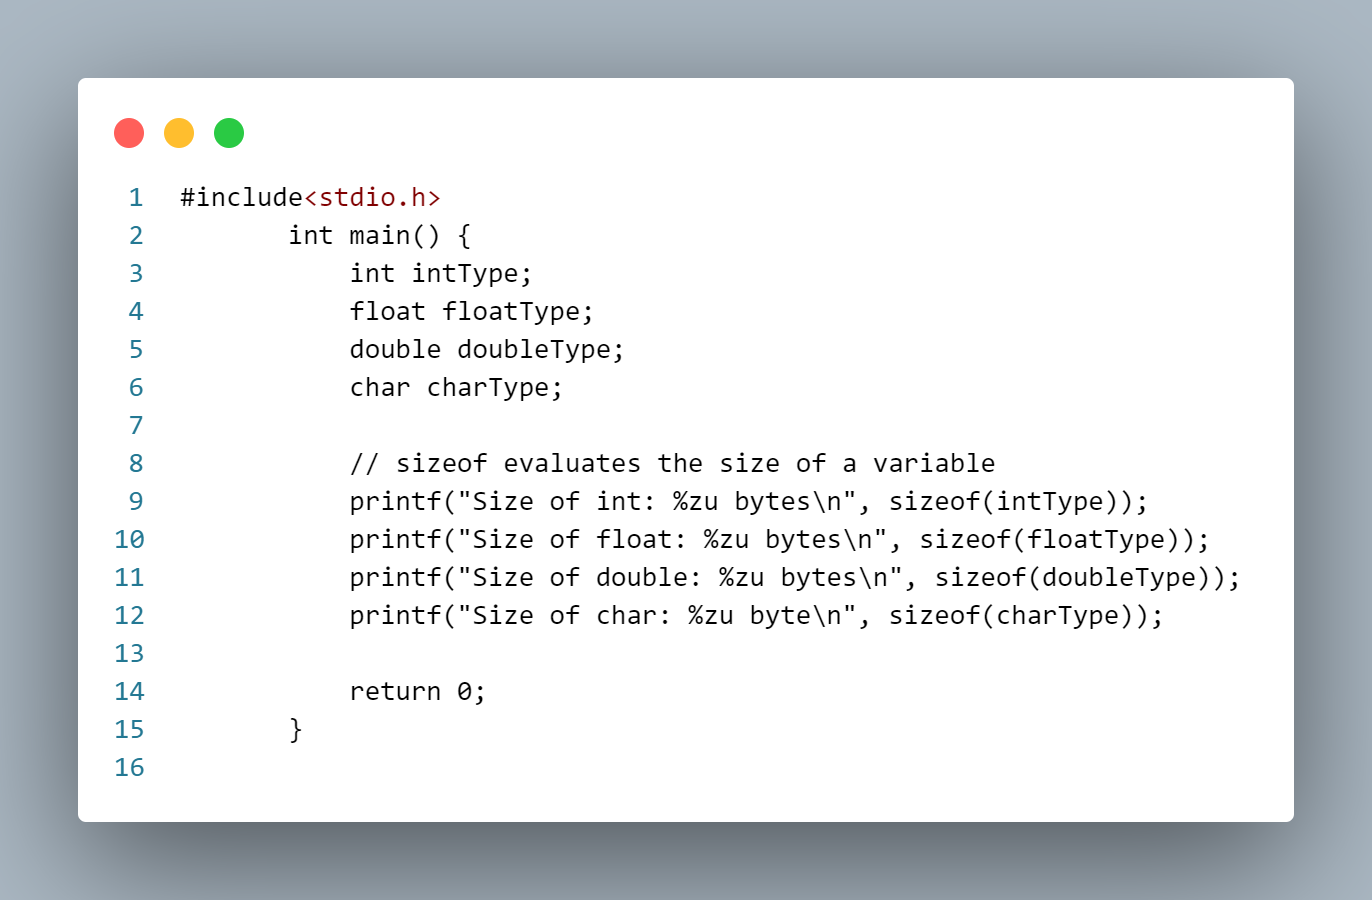 1 #include<stdio.h>
2 int main() {
3 int intType;
4 float floatType;
5 double doubleType;
6 char charType;
7
8 // sizeof evaluates the size of a variable
9 printf("Size of int: %zu bytes\n", sizeof(intType));
10 printf("Size of float: %zu bytes\n", sizeof(floatType));
11 printf("Size of double: %zu bytes\n", sizeof(doubleType));
12 printf("Size of char: %zu byte\n", sizeof(charType));
13
14 return 0;
15 }
16